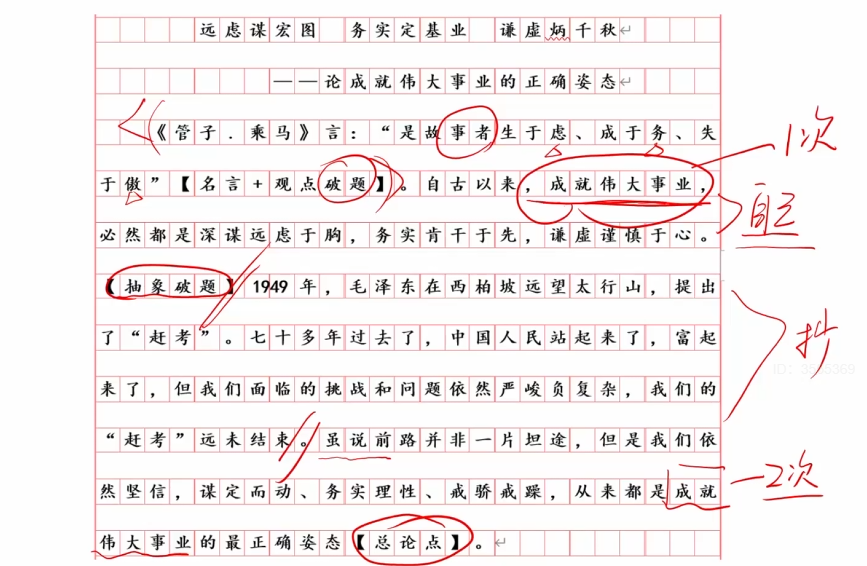 远虑谋宏图 务实定基业 谦虚炳千秋
——论成就伟大事业的正确姿态
《管子.乘马》言：“是故事者生于虑、成于务、失
于傲”【名言+观点破题】。自古以来，成就伟大事业，
必然都是深谋远虑于胸，务实肯干于先，谦虚谨慎于心。
【抽象破题】1949年，毛泽东在西柏坡远望太行山，提出
了“赶考”。七十多年过去了，中国人民站起来了，富起
来了，但我们面临的挑战和问题依然严峻负复杂，我们的
“赶考”远未结束。虽说前路并非一片坦途，但是我们依
然坚信，谋定而动、务实理性、戒骄戒躁，从来都是成就
伟大事业的最正确姿态【总论点】。
1次
抄
2次